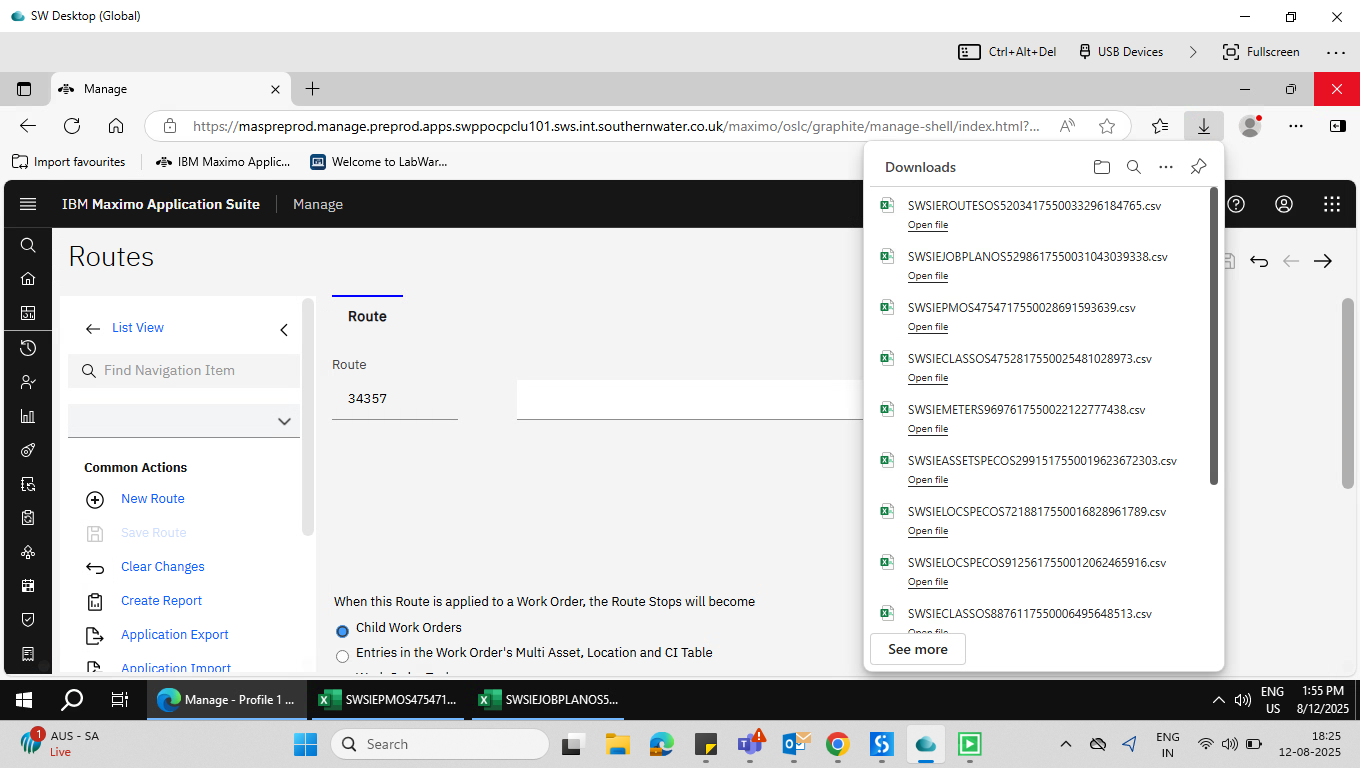 SW Desktop (Global)
Ctrl+Alt+Del
USB Devices
Fullscreen
Manage
https://maspreprod.manage.preprod.apps.swppocpclu101.sws.int.southernwater.co.uk/maximo/oslc/graphite/manage-shell/index.html?...
Import favourites
IBM Maximo Applic...
Welcome to LabWar...
IBM Maximo Application Suite
Manage
Routes
List View
Find Navigation Item
Common Actions
New Route
Save Route
Clear Changes
Create Report
Application Export
Application Import
Route
Route
34357
When this Route is applied to a Work Order, the Route Stops will become
Child Work Orders
Entries in the Work Order's Multi Asset, Location and CI Table
Downloads
SWSIEROUTESOS5203417550033296184765.csv
Open file
SWSIEJOBPLANOS5298617550031043039338.csv
Open file
SWSIEPMOS4754717550028691593639.csv
Open file
SWSIECLASSOS4752817550025481028973.csv
Open file
SWSIEMETERS9697617550022122777438.csv
Open file
SWSIEASSETSPECOS2991517550019623672303.csv
Open file
SWSIELOCSPECOS7218817550016828961789.csv
Open file
SWSIELOCSPECOS9125617550012062465916.csv
Open file
SWSIECLASSOS8876117550006495648513.csv
Open file
See more
Manage - Profile 1 ...
SWSIEPMOS475471...
SWSIEJOBPLANOS5...
ENG
US
1:55 PM
8/12/2025
1
AUS - SA
Live
Search
ENG
IN
18:25
12-08-2025